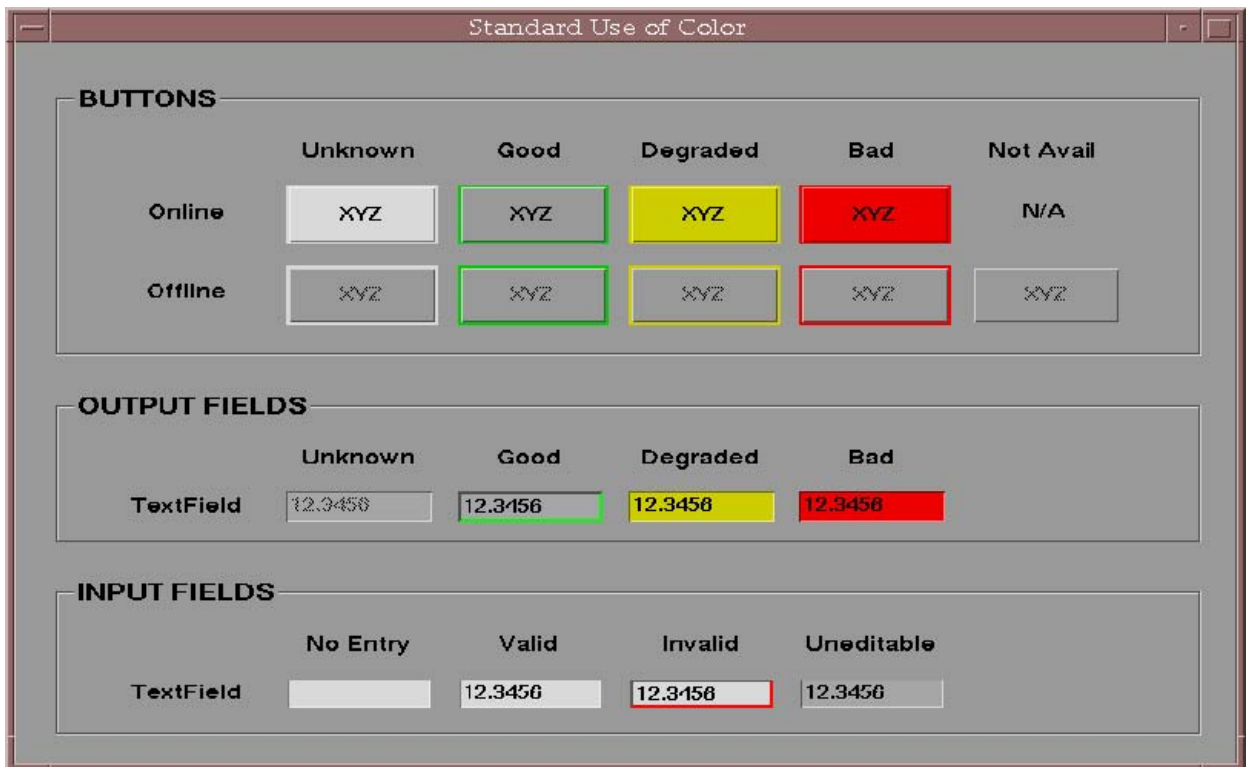 Standard Use of Color
BUTTONS
Unknown Good Degraded Bad Not Avail
Online XYZ XYZ XYZ XYZ N/A
Offline XYZ XYZ XYZ XYZ XYZ
OUTPUT FIELDS
Unknown Good Degraded Bad
TextField 12.3456 12.3456 12.3456 12.3456
INPUT FIELDS
No Entry Valid Invalid Uneditable
TextField 12.3456 12.3456 12.3456